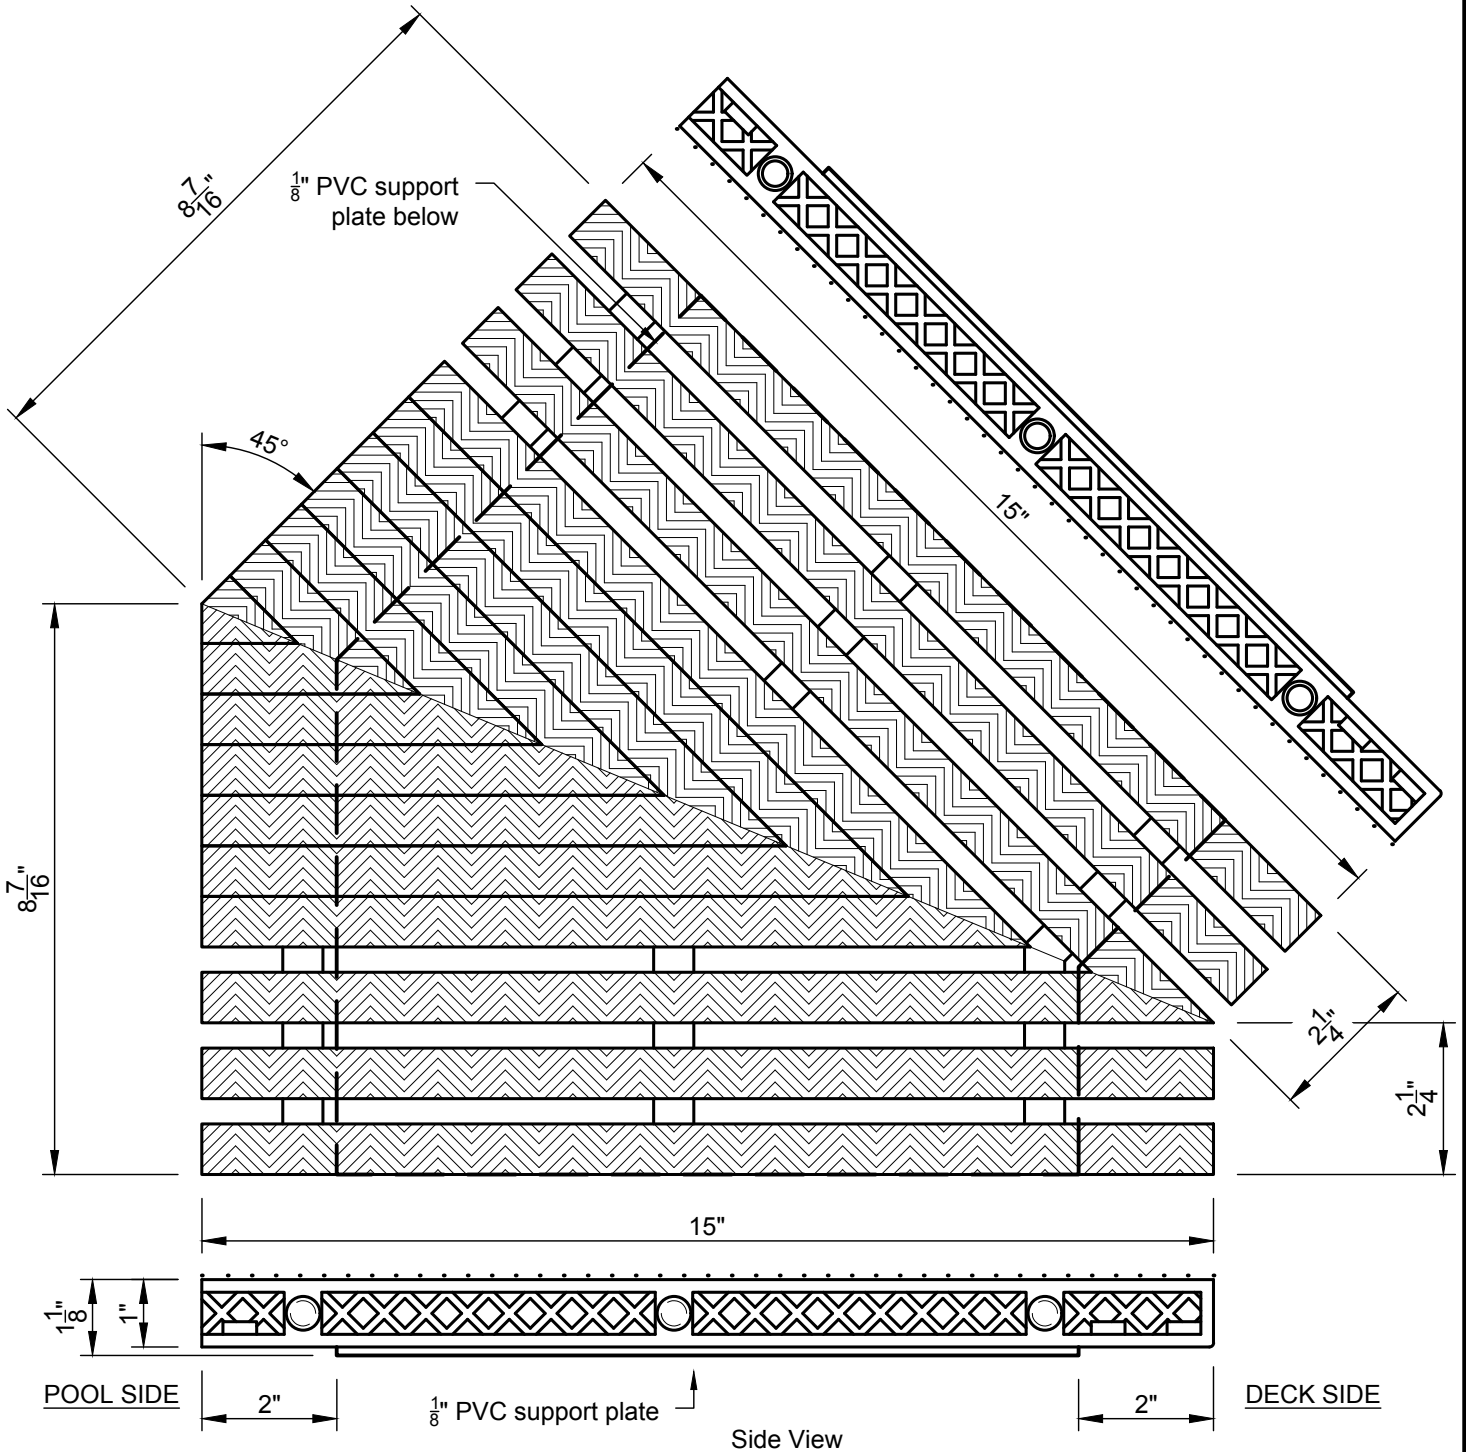 8 7/16"
1/8" PVC support
plate below
45°
15"
8 7/16"
2 1/4"
2 1/4"
15"
1 1/8"
1"
POOL SIDE
2"
1/8" PVC support plate
2"
DECK SIDE
Side View